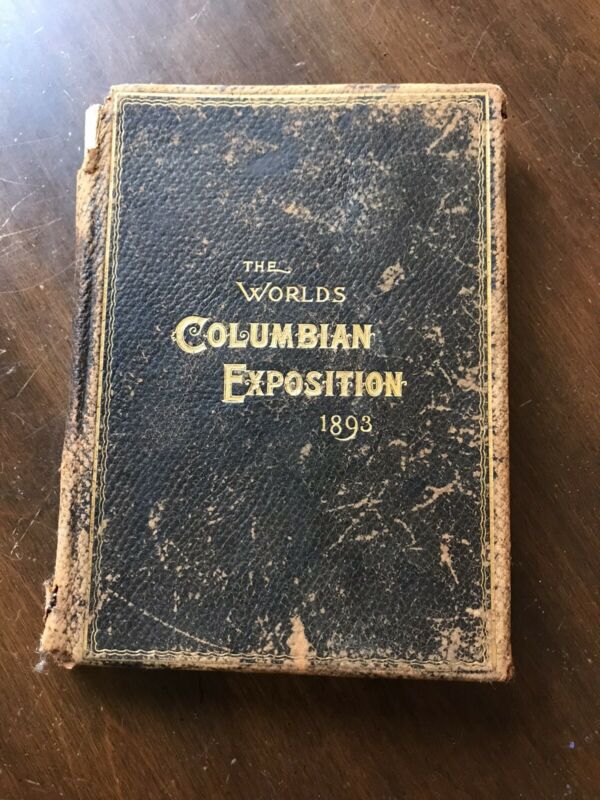 THE
WORLDS
COLUMBIAN
EXPOSITION
1893